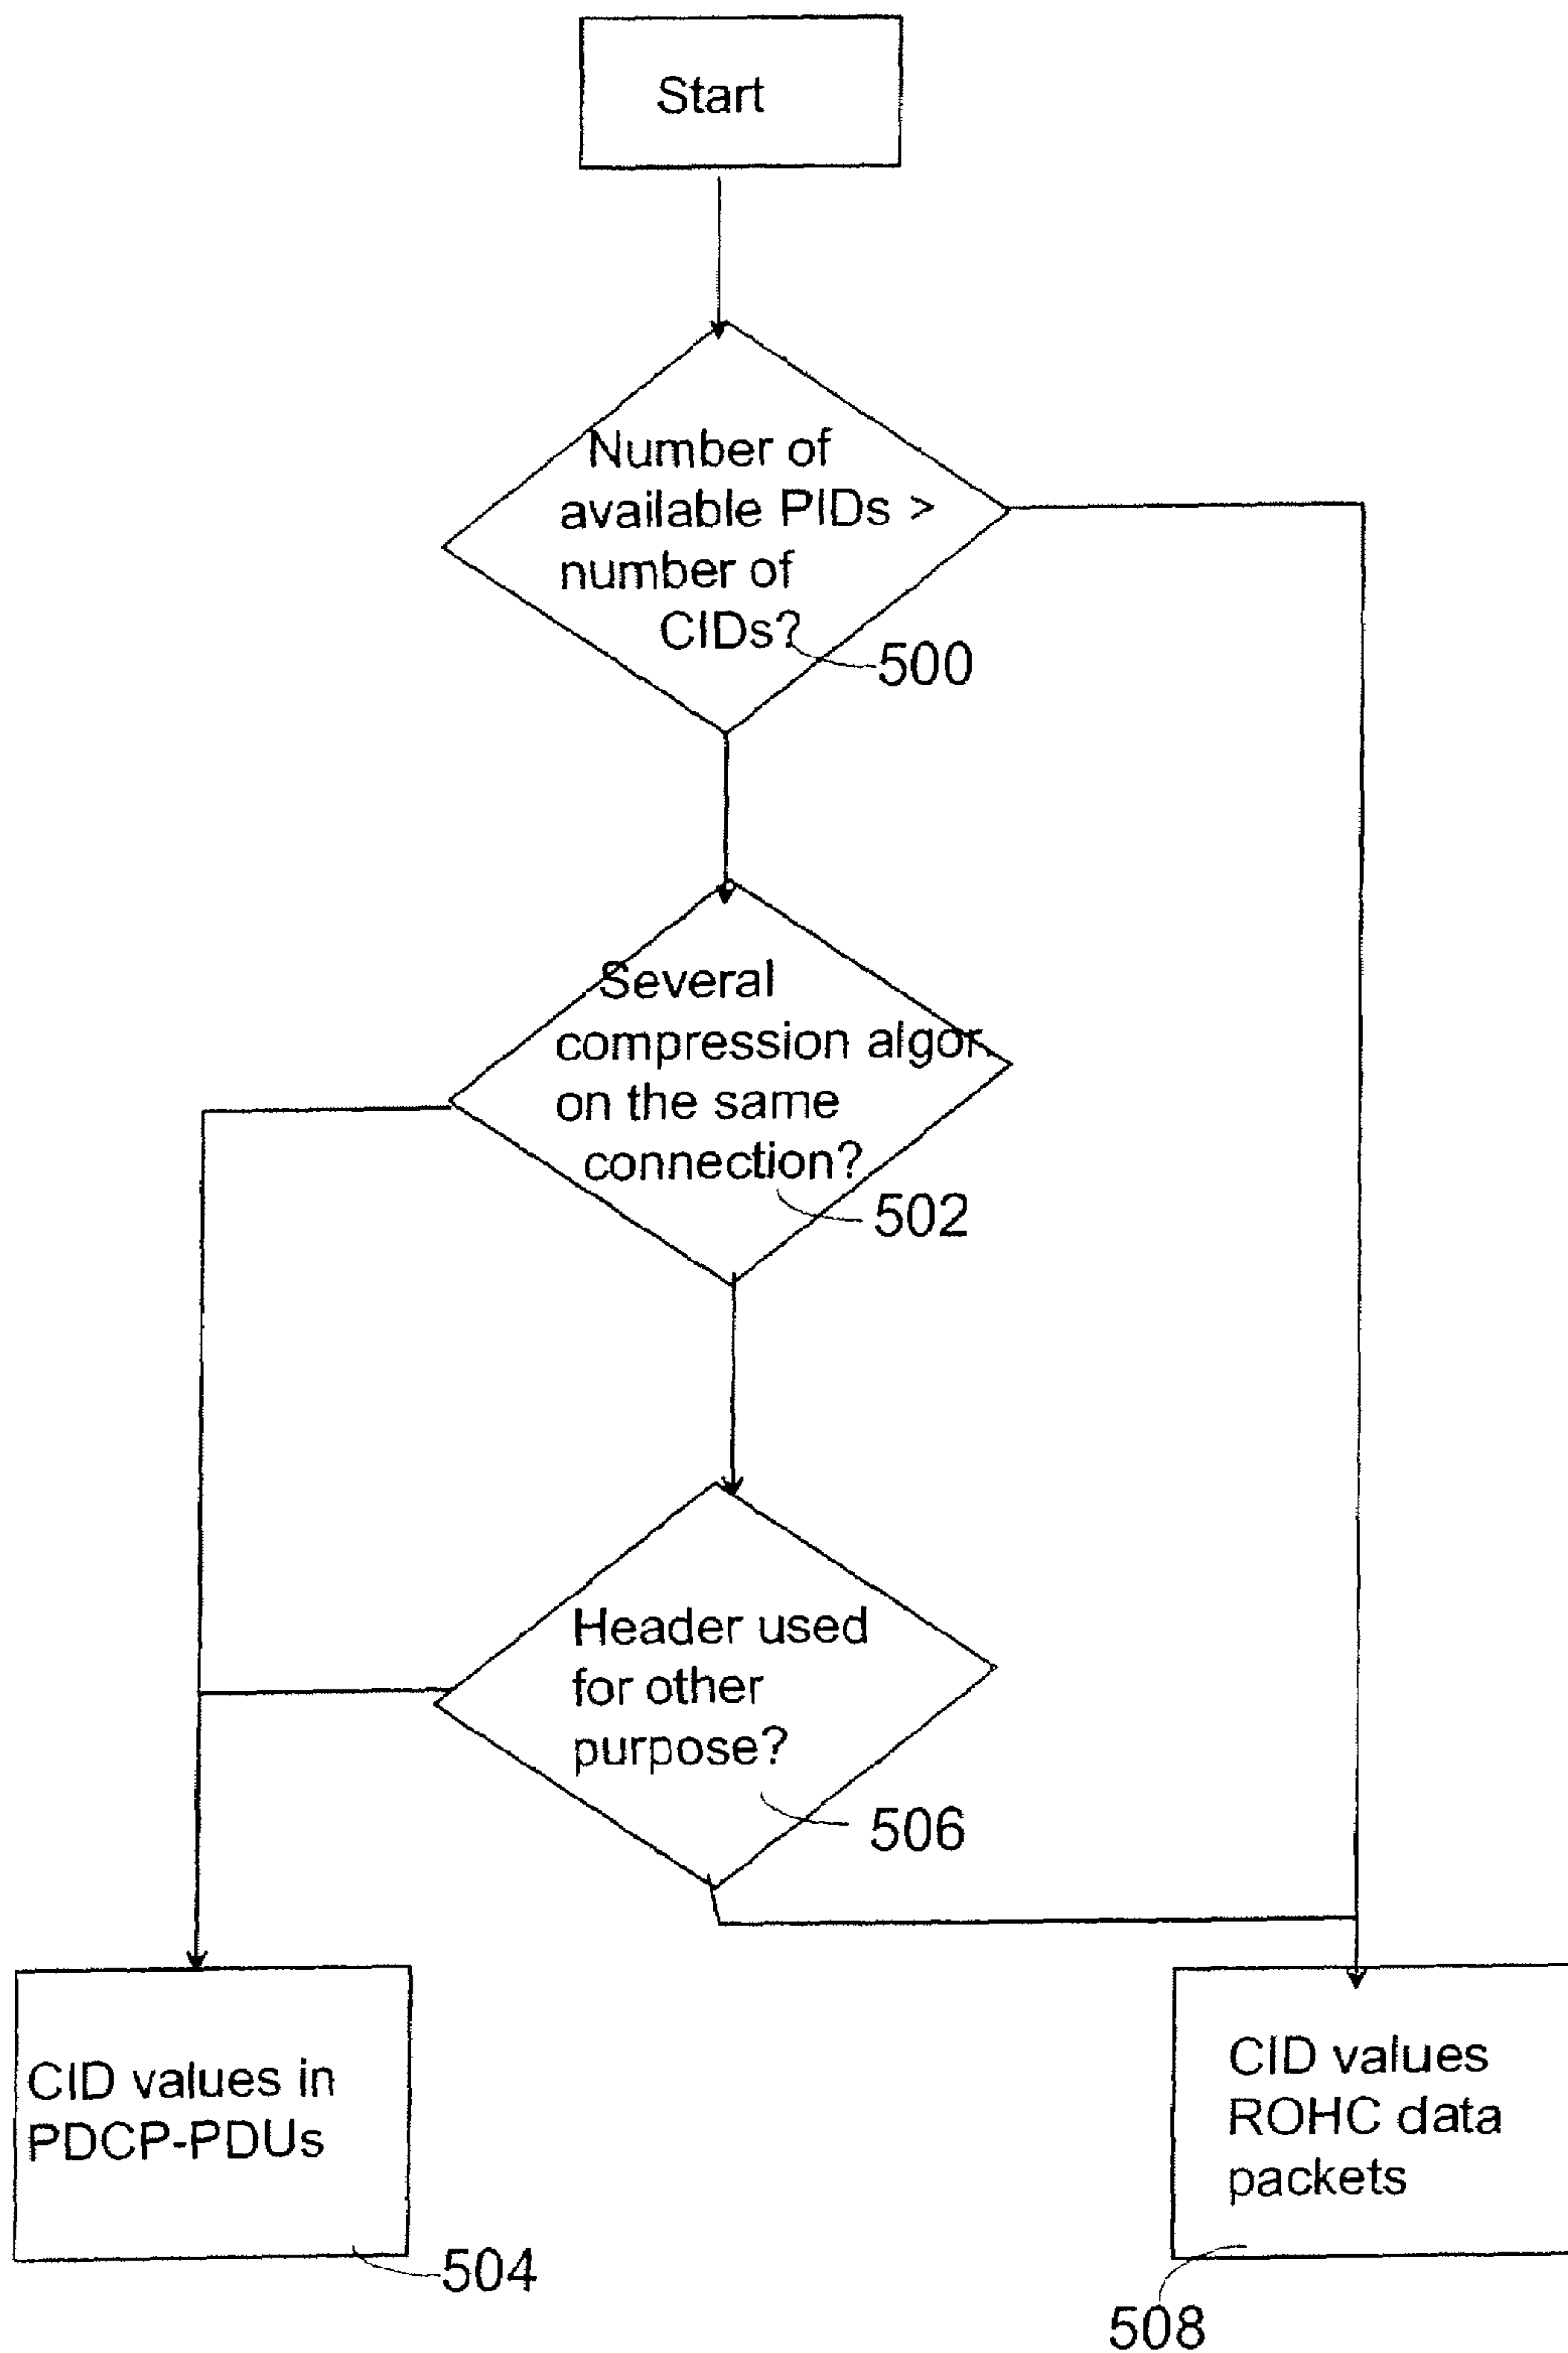 Start
Number of
available PIDs >
number of
CIDs?
500
Several
compression algor.
on the same
connection?
502
Header used
for other
purpose?
506
CID values in
PDCP-PDUs
504
CID values
ROHC data
packets
508